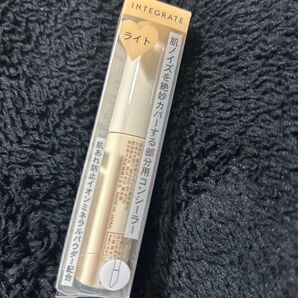 INTEGRATE
ライト
肌ノイズを絶妙カバーする部分用コンシーラー
肌あれ防止イオンミネラルパウダー配合